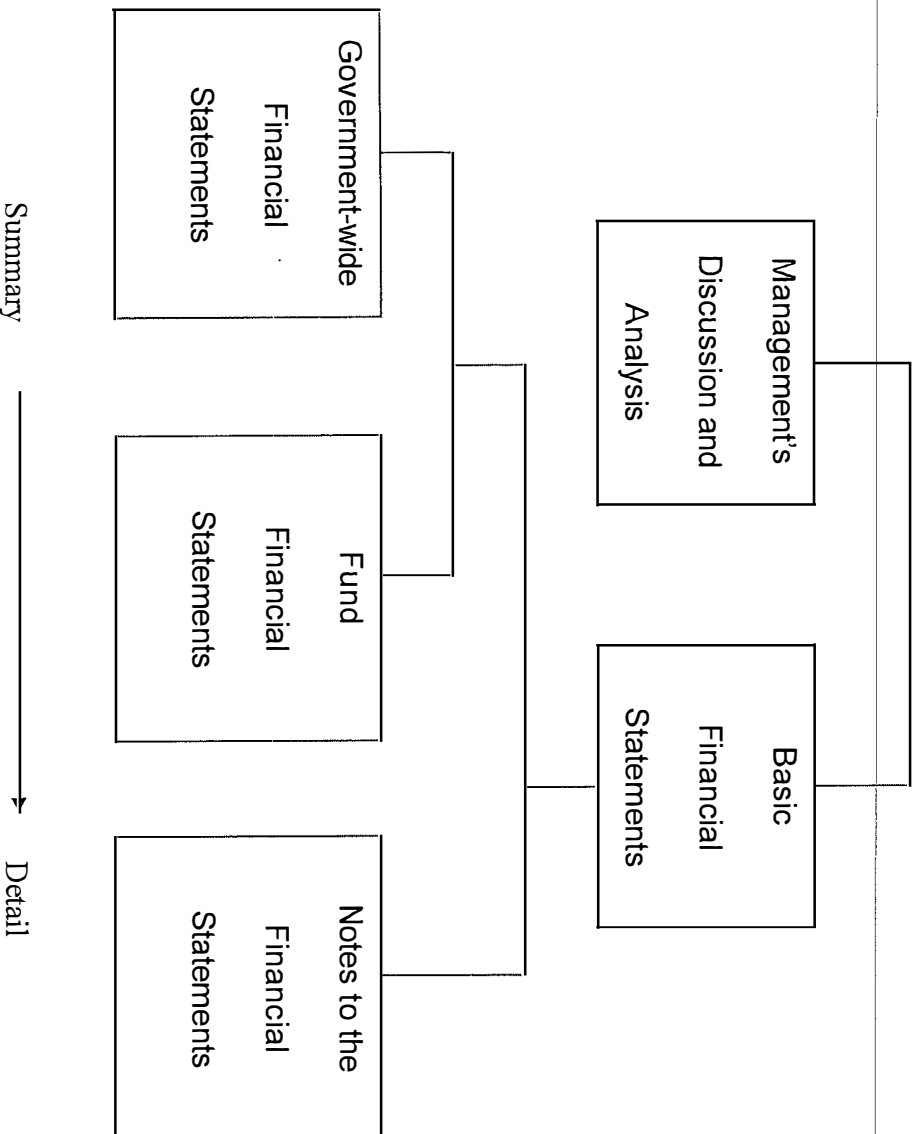 Management's
Discussion and
Analysis
Basic
Financial
Statements
Government-wide
Financial
Statements
Fund
Financial
Statements
Notes to the
Financial
Statements
Summary
Detail